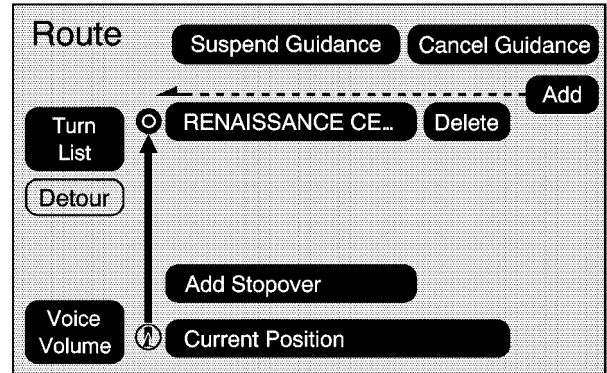 Route
Suspend Guidance
Cancel Guidance
Add
Turn
List
RENAISSANCE CE...
Delete
Detour
Add Stopover
Voice
Volume
Current Position